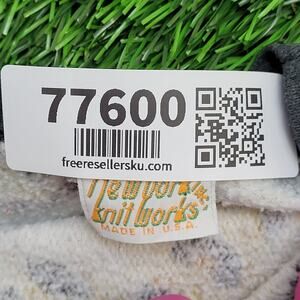 77600
freeresellersku.com
New York
knit works
MADE IN U.S.A.